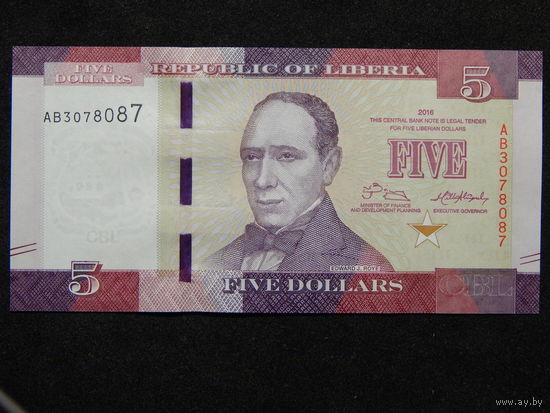 FIVE
DOLLARS
REPUBLIC OF LIBERIA
5
AB3078087
2016
THIS CENTRAL BANK NOTE IS LEGAL TENDER
FOR FIVE LIBERIAN DOLLARS
FIVE
AB3078087
MINISTER OF FINANCE
AND DEVELOPMENT PLANNING
EXECUTIVE GOVERNOR
CBL
EDWARD J. ROYE
5
FIVE DOLLARS
CBL
www.ay.by